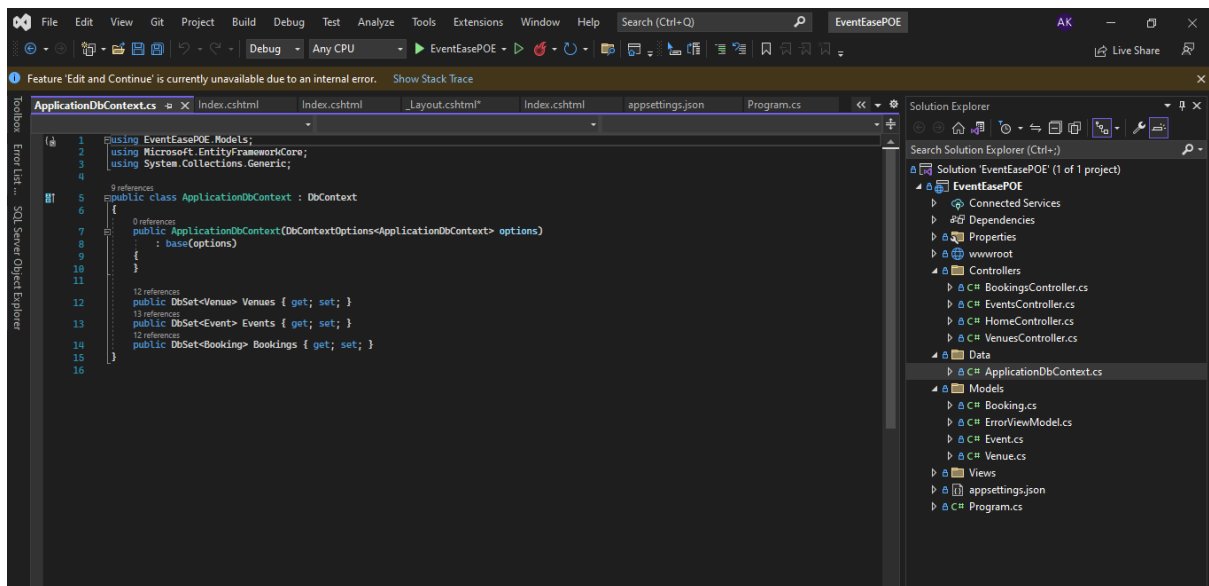 File Edit View Git Project Build Debug Test Analyze Tools Extensions Window Help Search (Ctrl+Q) EventEasePOE AK
Debug Any CPU EventEasePOE Live Share
Feature 'Edit and Continue' is currently unavailable due to an internal error. Show Stack Trace
Toolbox
Error List ...
SQL Server Object Explorer
ApplicationDbContext.cs Index.cshtml Index.cshtml _Layout.cshtml* Index.cshtml appsettings.json Program.cs
1 using EventEasePOE.Models;
2 using Microsoft.EntityFrameworkCore;
3 using System.Collections.Generic;
4
9 references
5 public class ApplicationDbContext : DbContext
6 {
0 references
7 public ApplicationDbContext(DbContextOptions<ApplicationDbContext> options)
8 : base(options)
9 {
10 }
11
12 references
12 public DbSet<Venue> Venues { get; set; }
13 references
13 public DbSet<Event> Events { get; set; }
12 references
14 public DbSet<Booking> Bookings { get; set; }
15 }
16
Solution Explorer
Search Solution Explorer (Ctrl+;)
Solution 'EventEasePOE' (1 of 1 project)
EventEasePOE
Connected Services
Dependencies
Properties
wwwroot
Controllers
C# BookingsController.cs
C# EventsController.cs
C# HomeController.cs
C# VenuesController.cs
Data
C# ApplicationDbContext.cs
Models
C# Booking.cs
C# ErrorViewModel.cs
C# Event.cs
C# Venue.cs
Views
appsettings.json
C# Program.cs